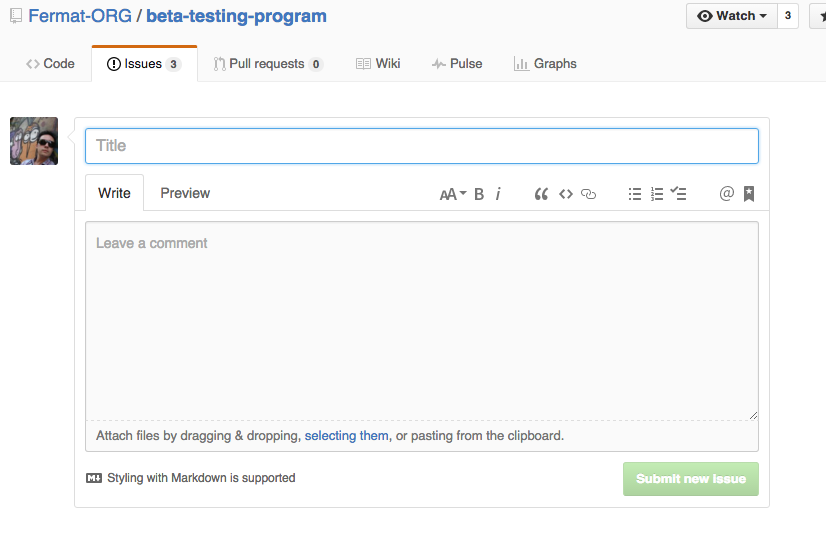 Fermat-ORG / beta-testing-program
Watch 3
Code Issues 3 Pull requests 0 Wiki Pulse Graphs
Title
Write Preview AA B i @
Leave a comment
Attach files by dragging & dropping, selecting them, or pasting from the clipboard.
Styling with Markdown is supported
Submit new issue